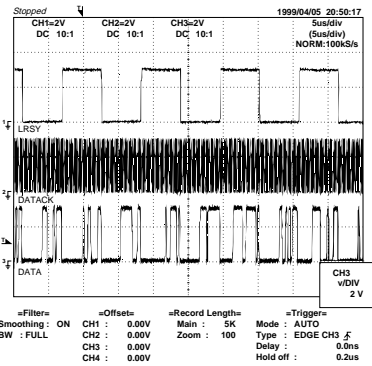 Stopped 1999/04/05 20:50:17
CH1=2V CH2=2V CH3=2V 5us/div
DC 10:1 DC 10:1 DC 10:1 (5us/div)
NORM:100kS/s
1
LRSY
2
DATACK
T
3
DATA
CH3
v/DIV
2 V
=Filter= =Offset= =Record Length= =Trigger=
Smoothing : ON CH1 : 0.00V Main : 5K Mode : AUTO
BW : FULL CH2 : 0.00V Zoom : 100 Type : EDGE CH3
CH3 : 0.00V Delay : 0.0ns
CH4 : 0.00V Hold off : 0.2us